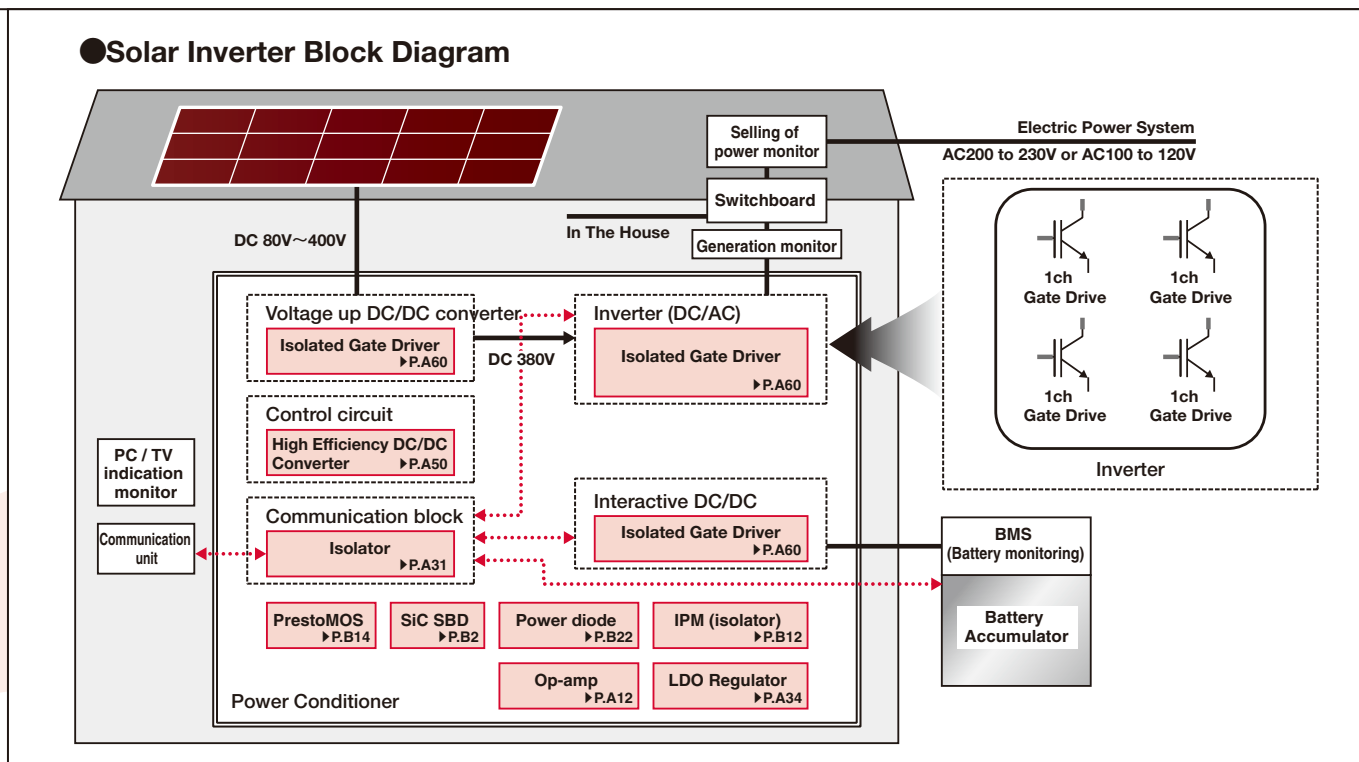 ●Solar Inverter Block Diagram
Selling of
power monitor
Electric Power System
AC200 to 230V or AC100 to 120V
Switchboard
In The House
Generation monitor
DC 80V～400V
Voltage up DC/DC converter
Isolated Gate Driver
▶P.A60
DC 380V
Inverter (DC/AC)
Isolated Gate Driver
▶P.A60
1ch
Gate Drive
1ch
Gate Drive
1ch
Gate Drive
1ch
Gate Drive
Inverter
Control circuit
High Efficiency DC/DC
Converter ▶P.A50
PC / TV
indication
monitor
Communication
unit
Communication block
Isolator
▶P.A31
Interactive DC/DC
Isolated Gate Driver
▶P.A60
BMS
(Battery monitoring)
Battery
Accumulator
PrestoMOS
▶P.B14
SiC SBD
▶P.B2
Power diode
▶P.B22
IPM (isolator)
▶P.B12
Op-amp
▶P.A12
LDO Regulator
▶P.A34
Power Conditioner